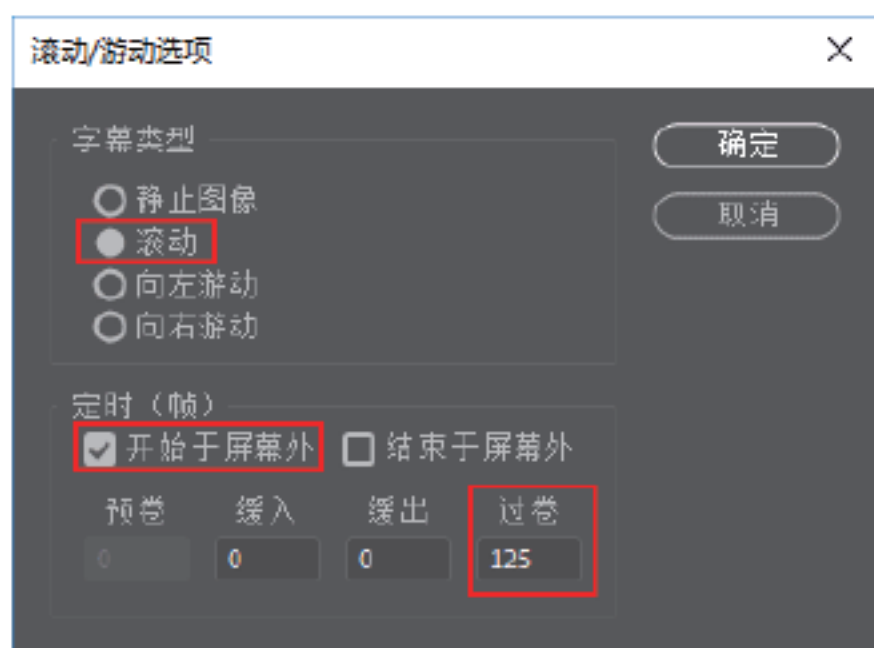 滚动/游动选项
字幕类型
确定
静止图像
取消
滚动
向左游动
向右游动
定时（帧）
开始于屏幕外 结束于屏幕外
预卷 缓入 缓出 过卷
0 0 0 125